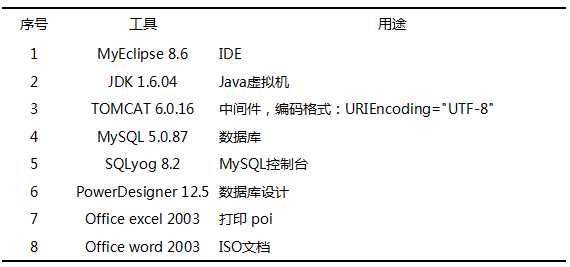 序号 工具 用途
1 MyEclipse 8.6 IDE
2 JDK 1.6.04 Java虚拟机
3 TOMCAT 6.0.16 中间件，编码格式：URIEncoding="UTF-8"
4 MySQL 5.0.87 数据库
5 SQLyog 8.2 MySQL控制台
6 PowerDesigner 12.5 数据库设计
7 Office excel 2003 打印 poi
8 Office word 2003 ISO文档